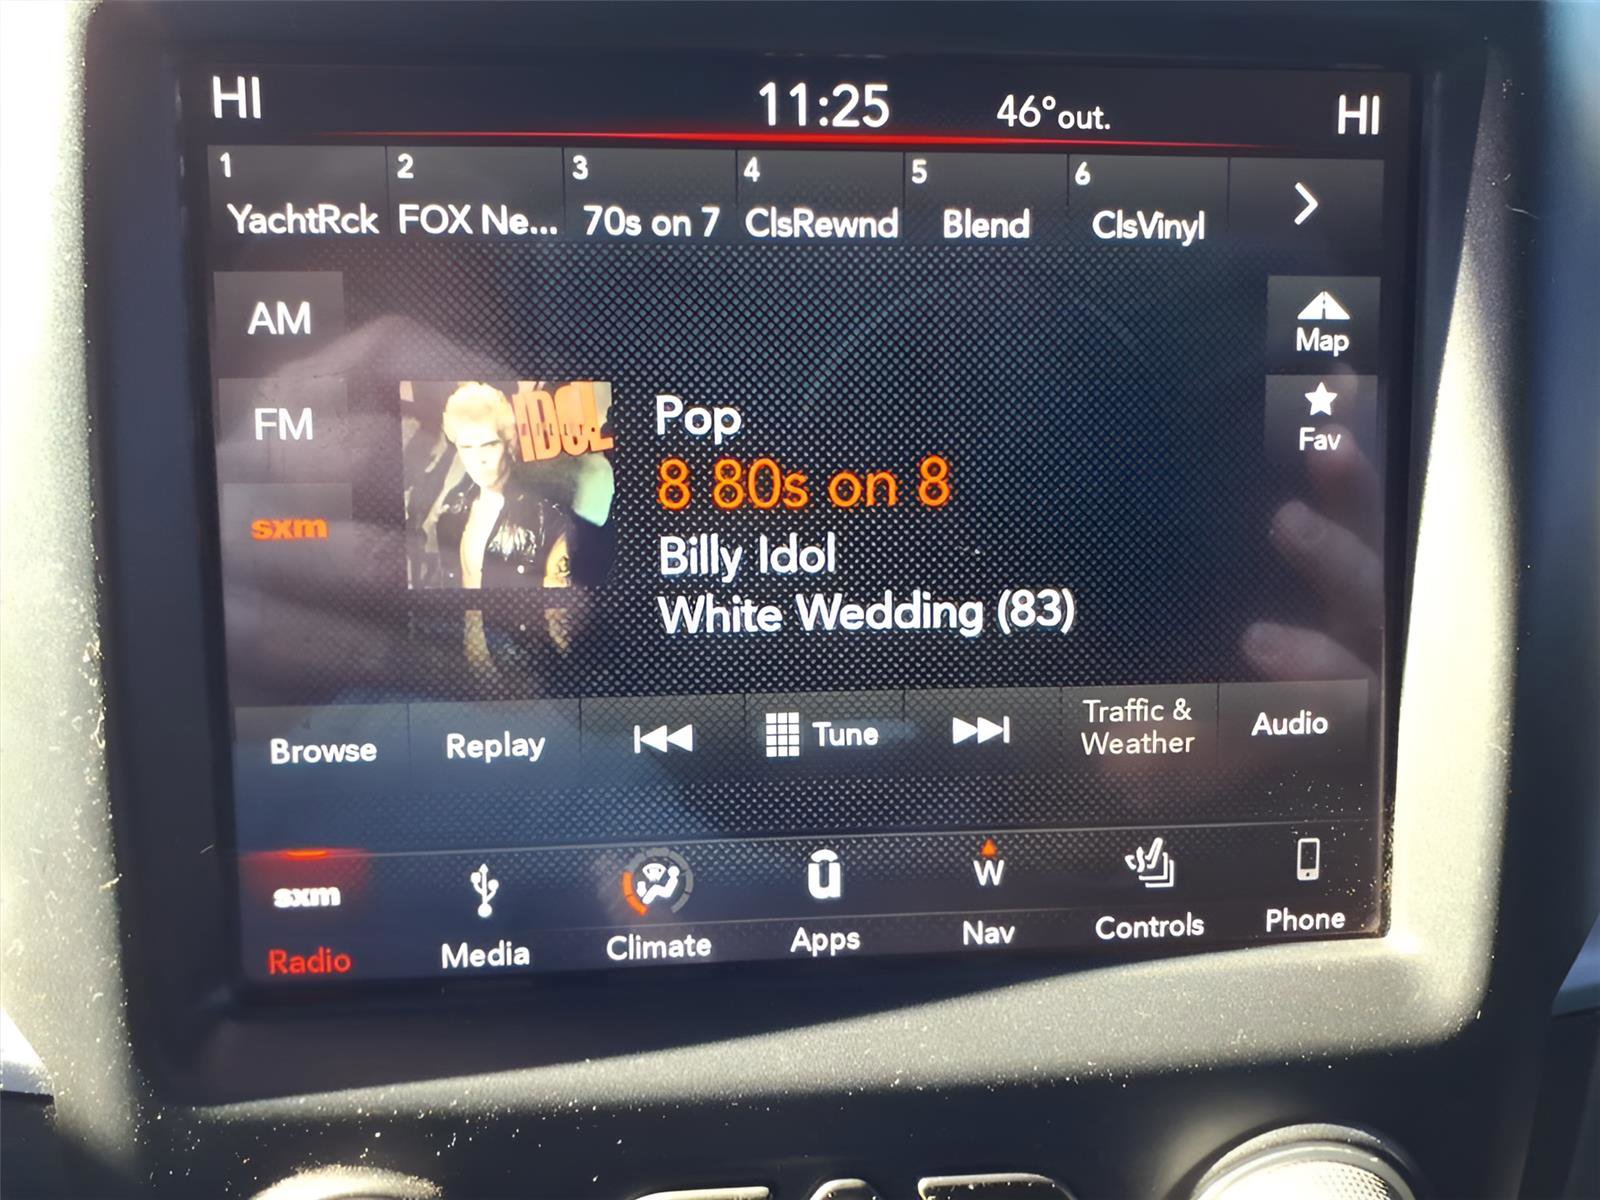 HI 11:25 46°out. HI
1 2 3 4 5 6
YachtRck FOX Ne... 70s on 7 ClsRewnd Blend ClsVinyl
AM
FM
sxm
IDOL
Pop
8 80s on 8
Billy Idol
White Wedding (83)
Map
Fav
Browse Replay Tune Traffic & Weather Audio
sxm W
Radio Media Climate Apps Nav Controls Phone